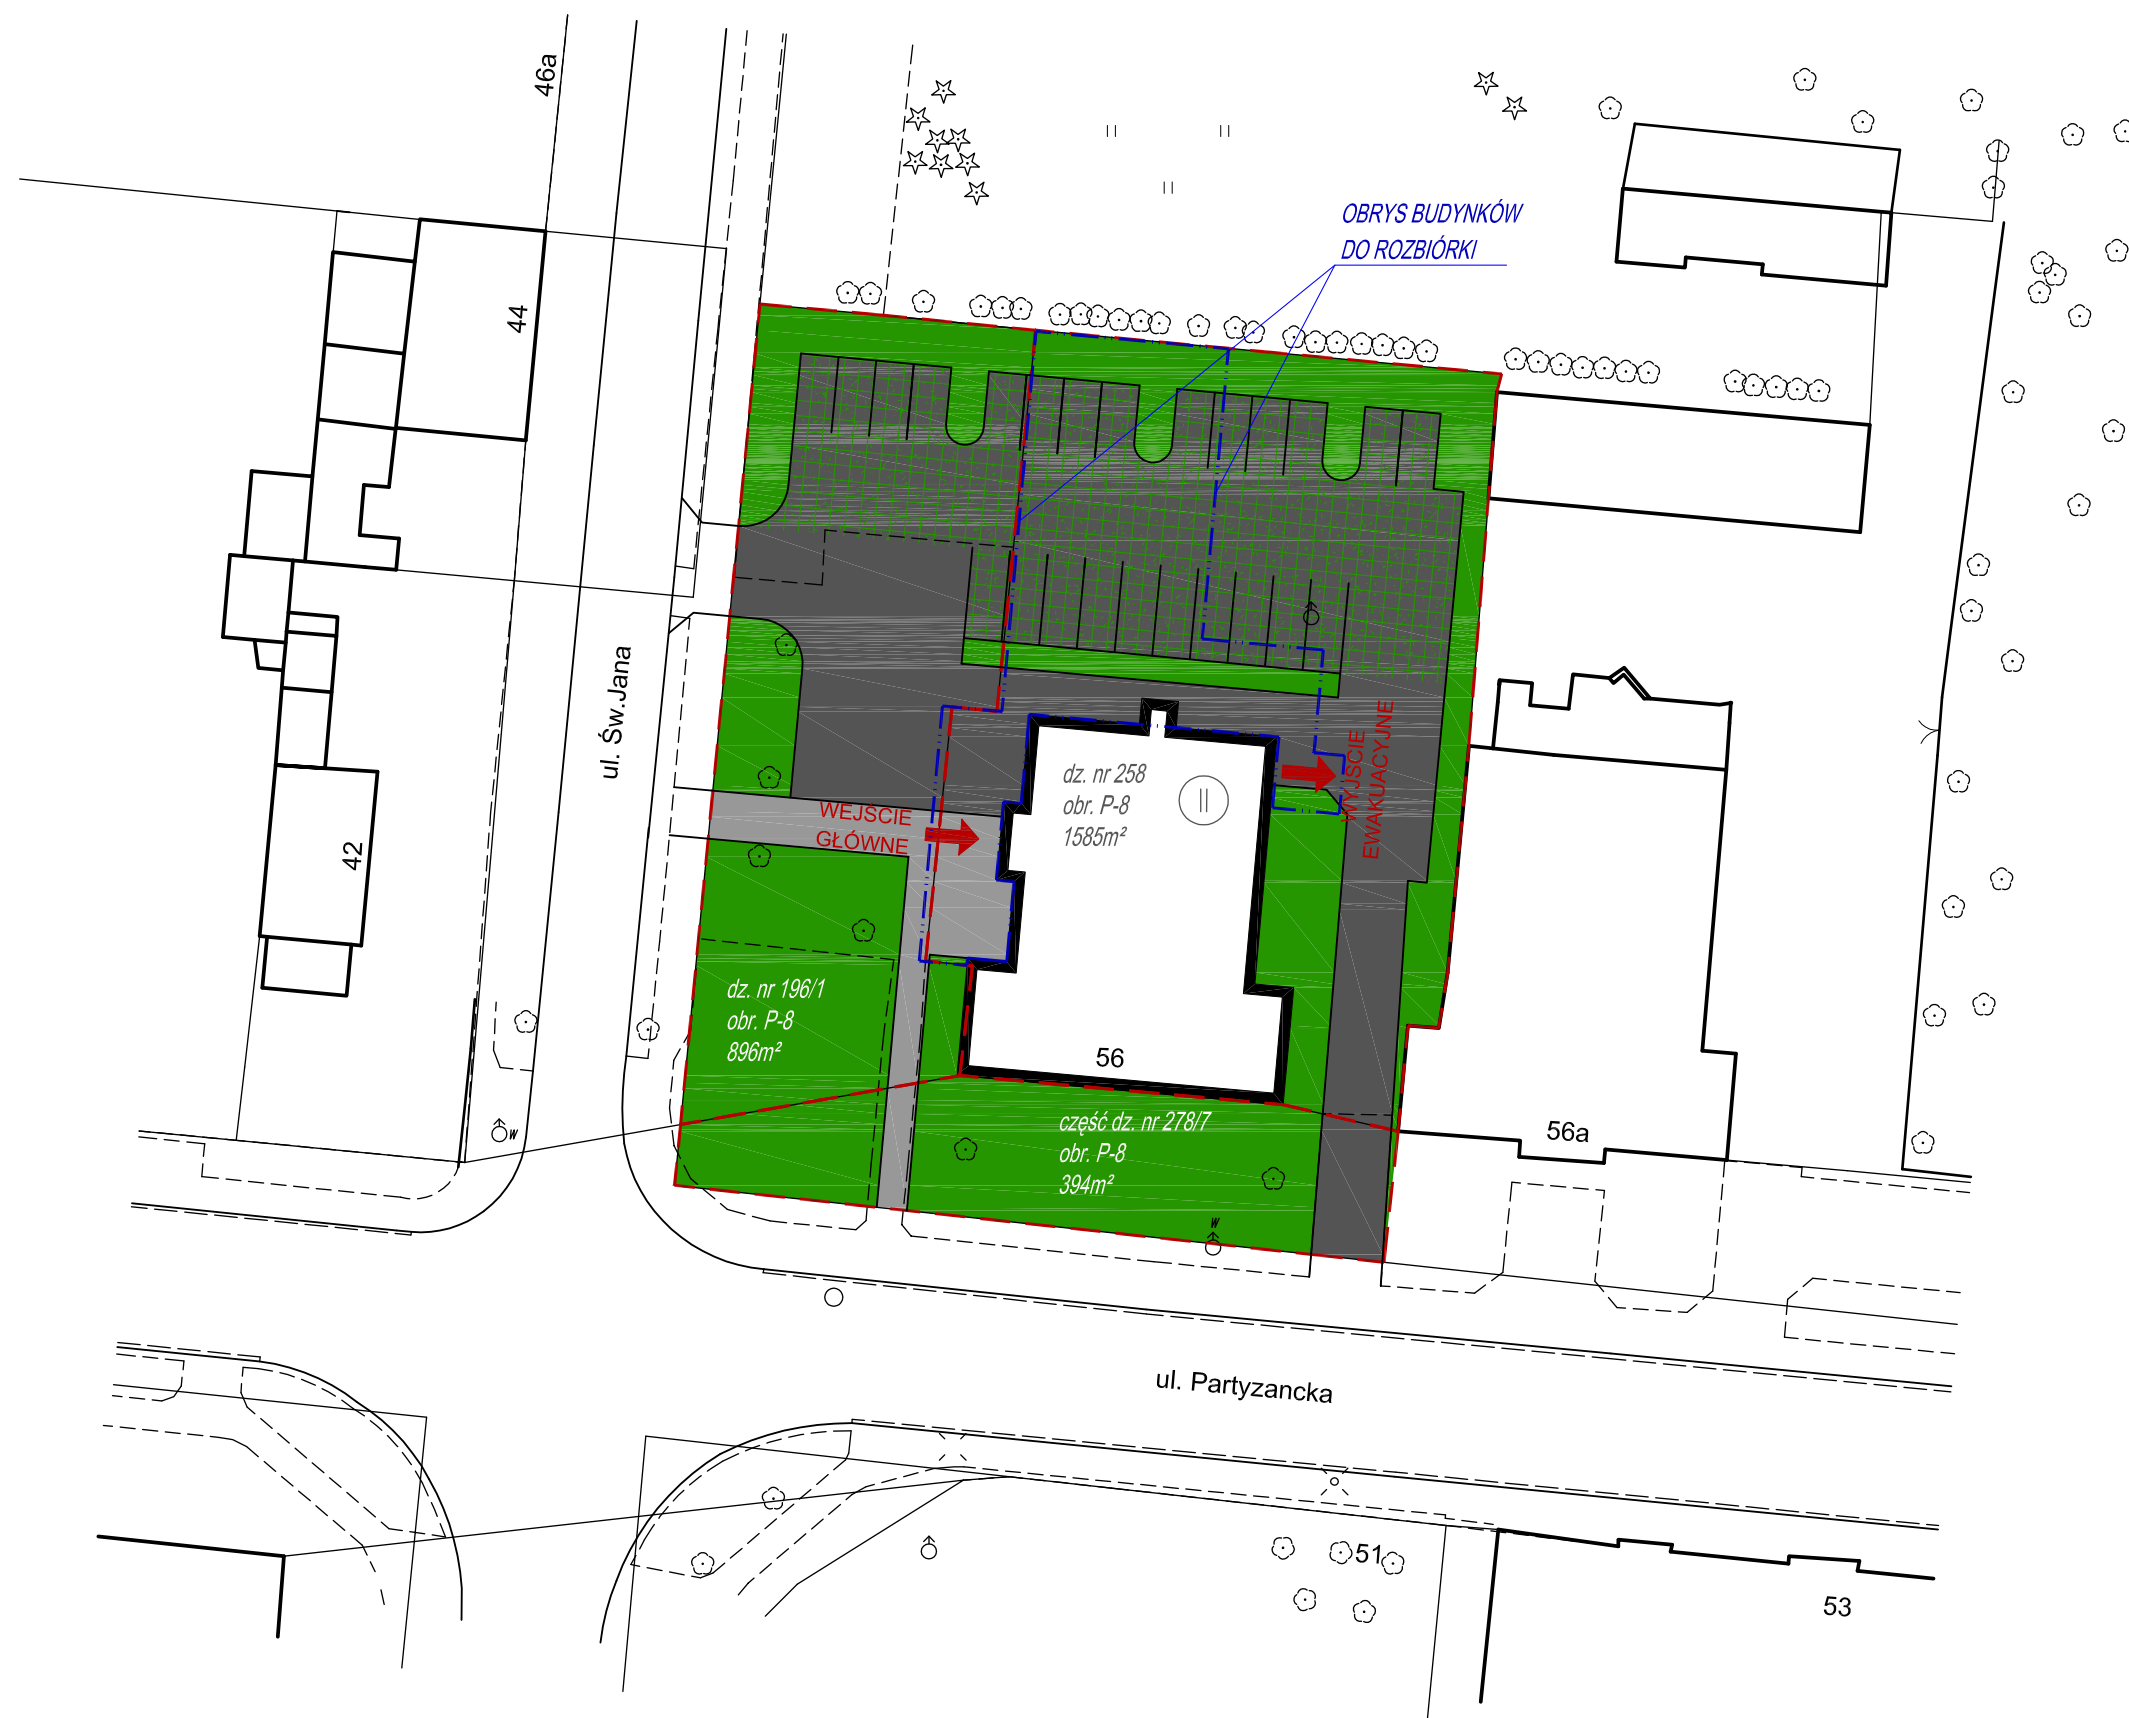 46a
OBRYS BUDYNKÓW
DO ROZBIÓRKI
44
ul. Św.Jana
WYJŚCIE
EWAKUACYJNE
dz. nr 258
obr. P-8
1585m²
II
WEJŚCIE
GŁÓWNE
42
dz. nr 196/1
obr. P-8
896m²
56
część dz. nr 278/7
obr. P-8
394m²
56a
W
W
ul. Partyzancka
51
53